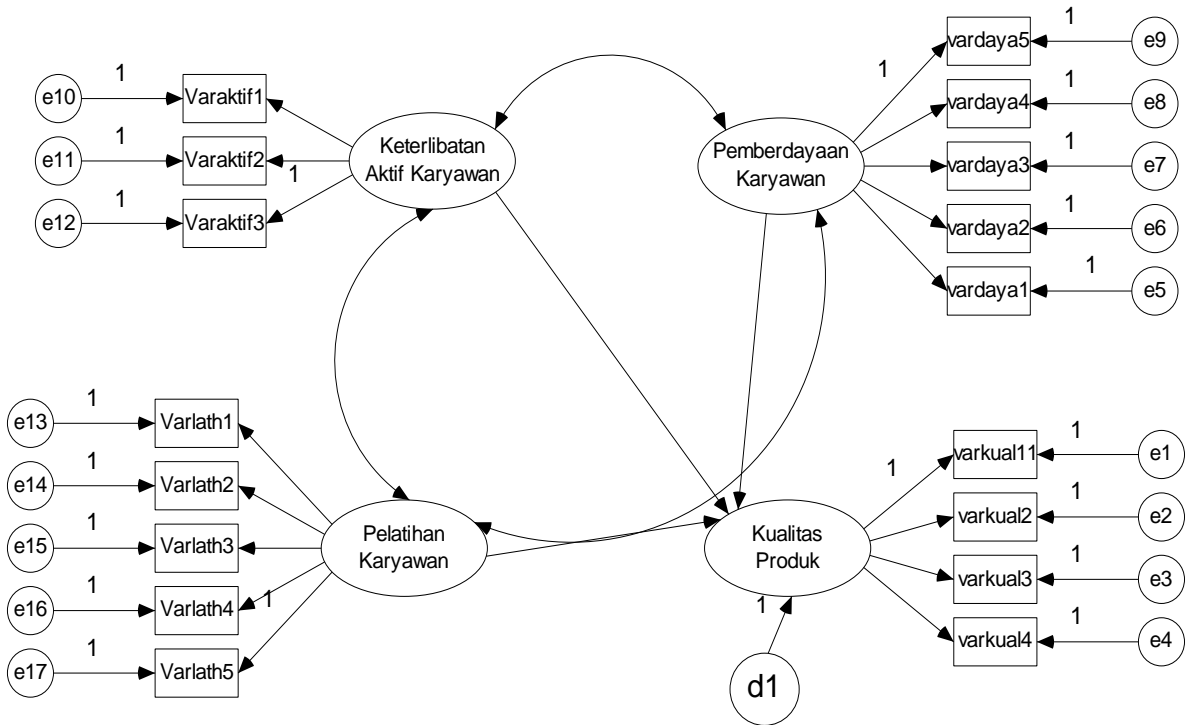 1
e10
Varaktif1
1
e11
Varaktif2
1
1
e12
Varaktif3
Keterlibatan
Aktif Karyawan
Pemberdayaan
Karyawan
1
vardaya5
1
e9
vardaya4
1
e8
vardaya3
1
e7
vardaya2
1
e6
vardaya1
1
e5
1
e13
Varlath1
1
e14
Varlath2
1
e15
Varlath3
1
e16
Varlath4
1
1
e17
Varlath5
Pelatihan
Karyawan
Kualitas
Produk
1
varkual11
1
e1
varkual2
1
e2
varkual3
1
e3
varkual4
1
e4
1
d1